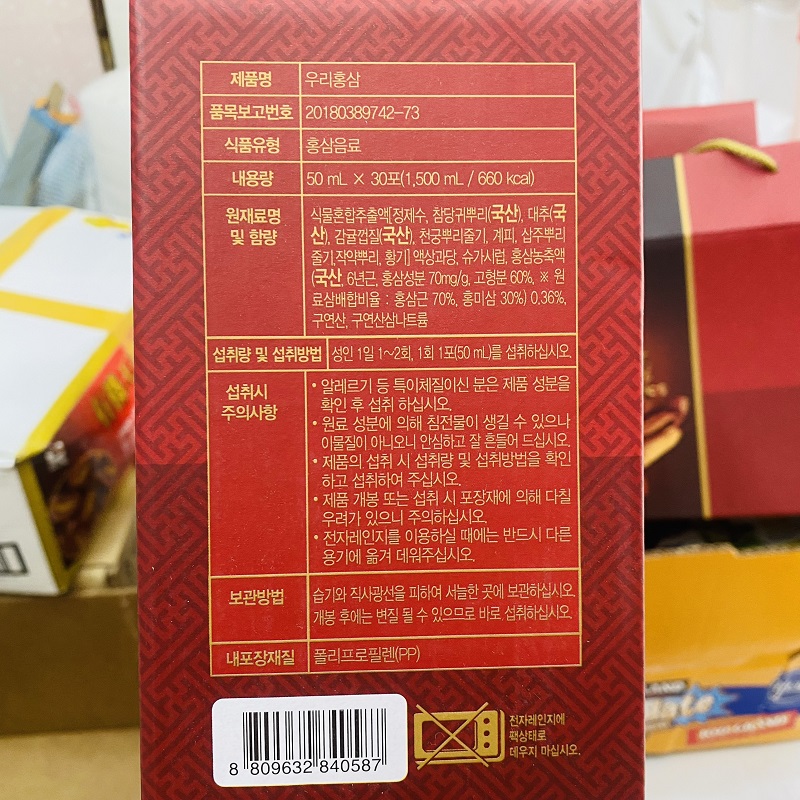 제품명 우리홍삼
품목보고번호 20180389742-73
식품유형 홍삼음료
내용량 50 mL × 30포(1,500 mL / 660 kcal)
원재료명 및 함량
식물혼합추출액[정제수, 참당귀뿌리(국산), 대추(국
산), 감귤껍질(국산), 천궁뿌리줄기, 계피, 삽주뿌리
줄기,작약뿌리, 황기] 액상과당, 슈가시럽, 홍삼농축액
(국산, 6년근, 홍삼성분 70mg/g, 고형분 60%, ※ 원
료삼배합비율 : 홍삼근 70%, 홍미삼 30%) 0.36%,
구연산, 구연산삼나트륨
섭취량 및 섭취방법 성인 1일 1~2회, 1회 1포(50 mL)를 섭취하십시오.
섭취시
주의사항
• 알레르기 등 특이체질이신 분은 제품 성분을
확인 후 섭취 하십시오.
• 원료 성분에 의해 침전물이 생길 수 있으나
이물질이 아니오니 안심하고 잘 흔들어 드십시오.
• 제품의 섭취 시 섭취량 및 섭취방법을 확인
하고 섭취하여 주십시오.
• 제품 개봉 또는 섭취 시 포장재에 의해 다칠
우려가 있으니 주의하십시오.
• 전자레인지를 이용하실 때에는 반드시 다른
용기에 옮겨 데워주십시오.
보관방법
습기와 직사광선을 피하여 서늘한 곳에 보관하십시오.
개봉 후에는 변질 될 수 있으므로 바로 섭취하십시오.
내포장재질 폴리프로필렌(PP)
8 809632 840587
전자레인지에
팩상태로
데우지 마십시오.